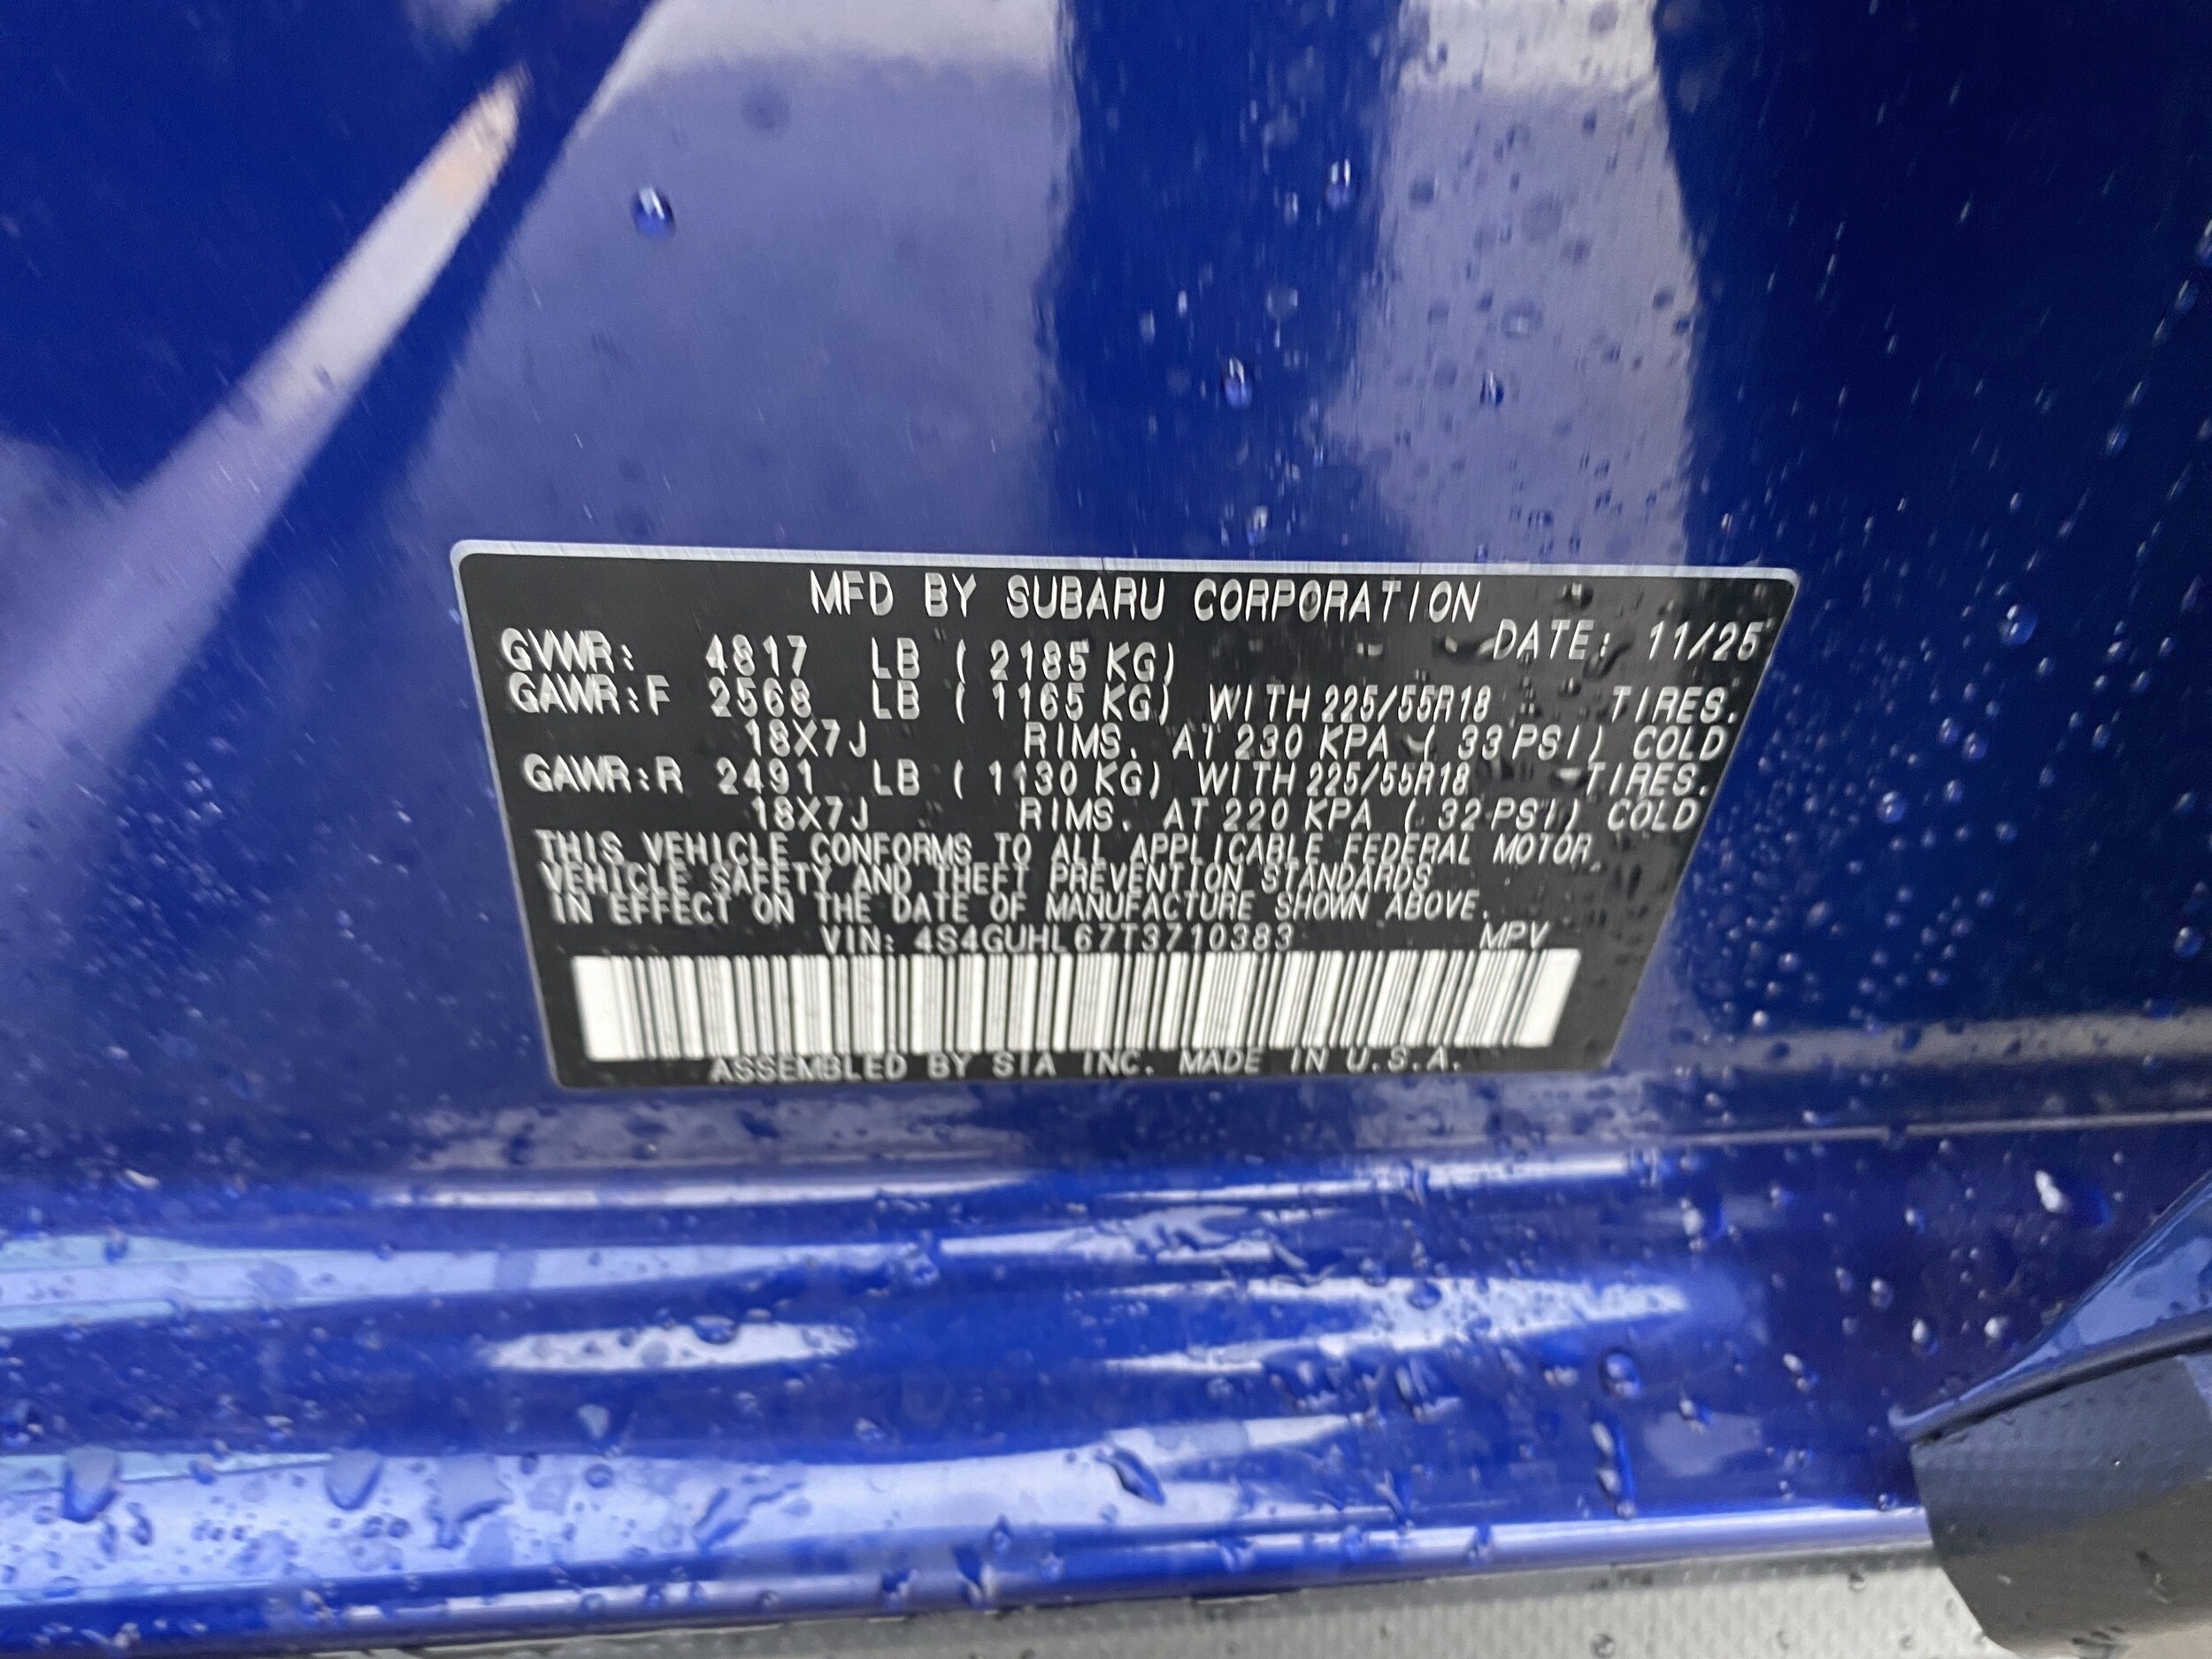 MFD BY SUBARU CORPORATION
DATE: 11/25
GVWR: 4817 LB ( 2185 KG)
GAWR:F 2568 LB ( 1165 KG) WITH 225/55R18 TIRES.
18X7J RIMS. AT 230 KPA ( 33 PSI) COLD
GAWR:R 2491 LB ( 1130 KG) WITH 225/55R18 TIRES.
18X7J RIMS. AT 220 KPA ( 32 PSI) COLD
THIS VEHICLE CONFORMS TO ALL APPLICABLE FEDERAL MOTOR
VEHICLE SAFETY AND THEFT PREVENTION STANDARDS
IN EFFECT ON THE DATE OF MANUFACTURE SHOWN ABOVE.
VIN: 4S4GUHL67T3710383 MPV
ASSEMBLED BY SIA INC. MADE IN U.S.A.